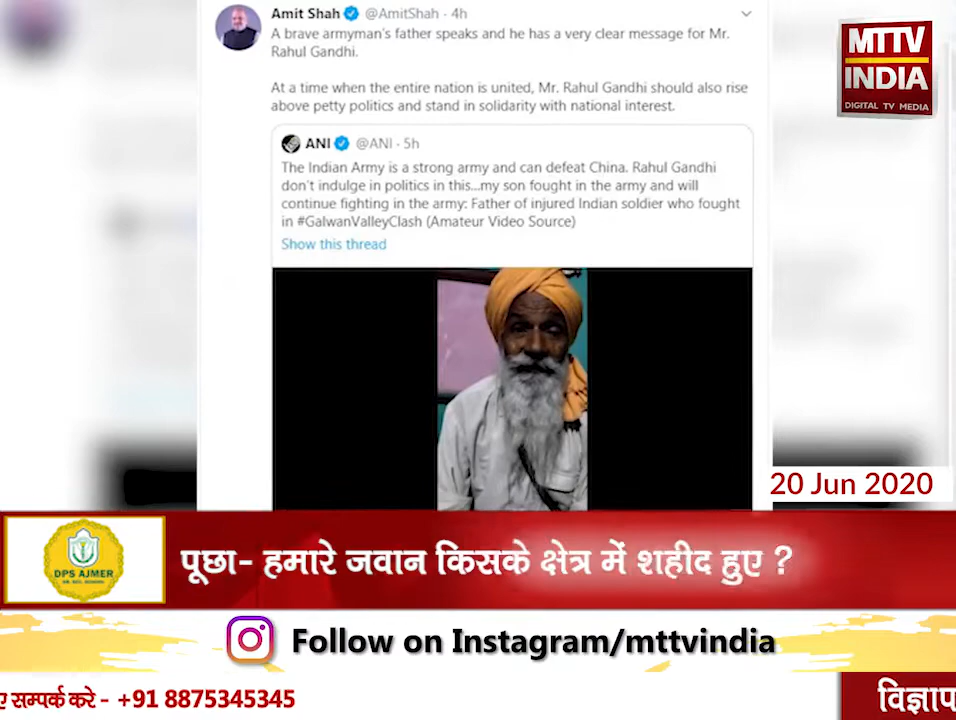 Amit Shah @AmitShah · 4h
A brave armyman's father speaks and he has a very clear message for Mr.
Rahul Gandhi.
At a time when the entire nation is united, Mr. Rahul Gandhi should also rise
above petty politics and stand in solidarity with national interest.
ANI @ANI · 5h
The Indian Army is a strong army and can defeat China. Rahul Gandhi
don't indulge in politics in this...my son fought in the army and will
continue fighting in the army: Father of injured Indian soldier who fought
in #GalwanValleyClash (Amateur Video Source)
Show this thread
MTTV
INDIA
DIGITAL TV MEDIA
20 Jun 2020
DPS AJMER
पूछा- हमारे जवान किसके क्षेत्र में शहीद हुए ?
Follow on Instagram/mttvindia
ए सम्पर्क करे - +91 8875345345
विज्ञाप